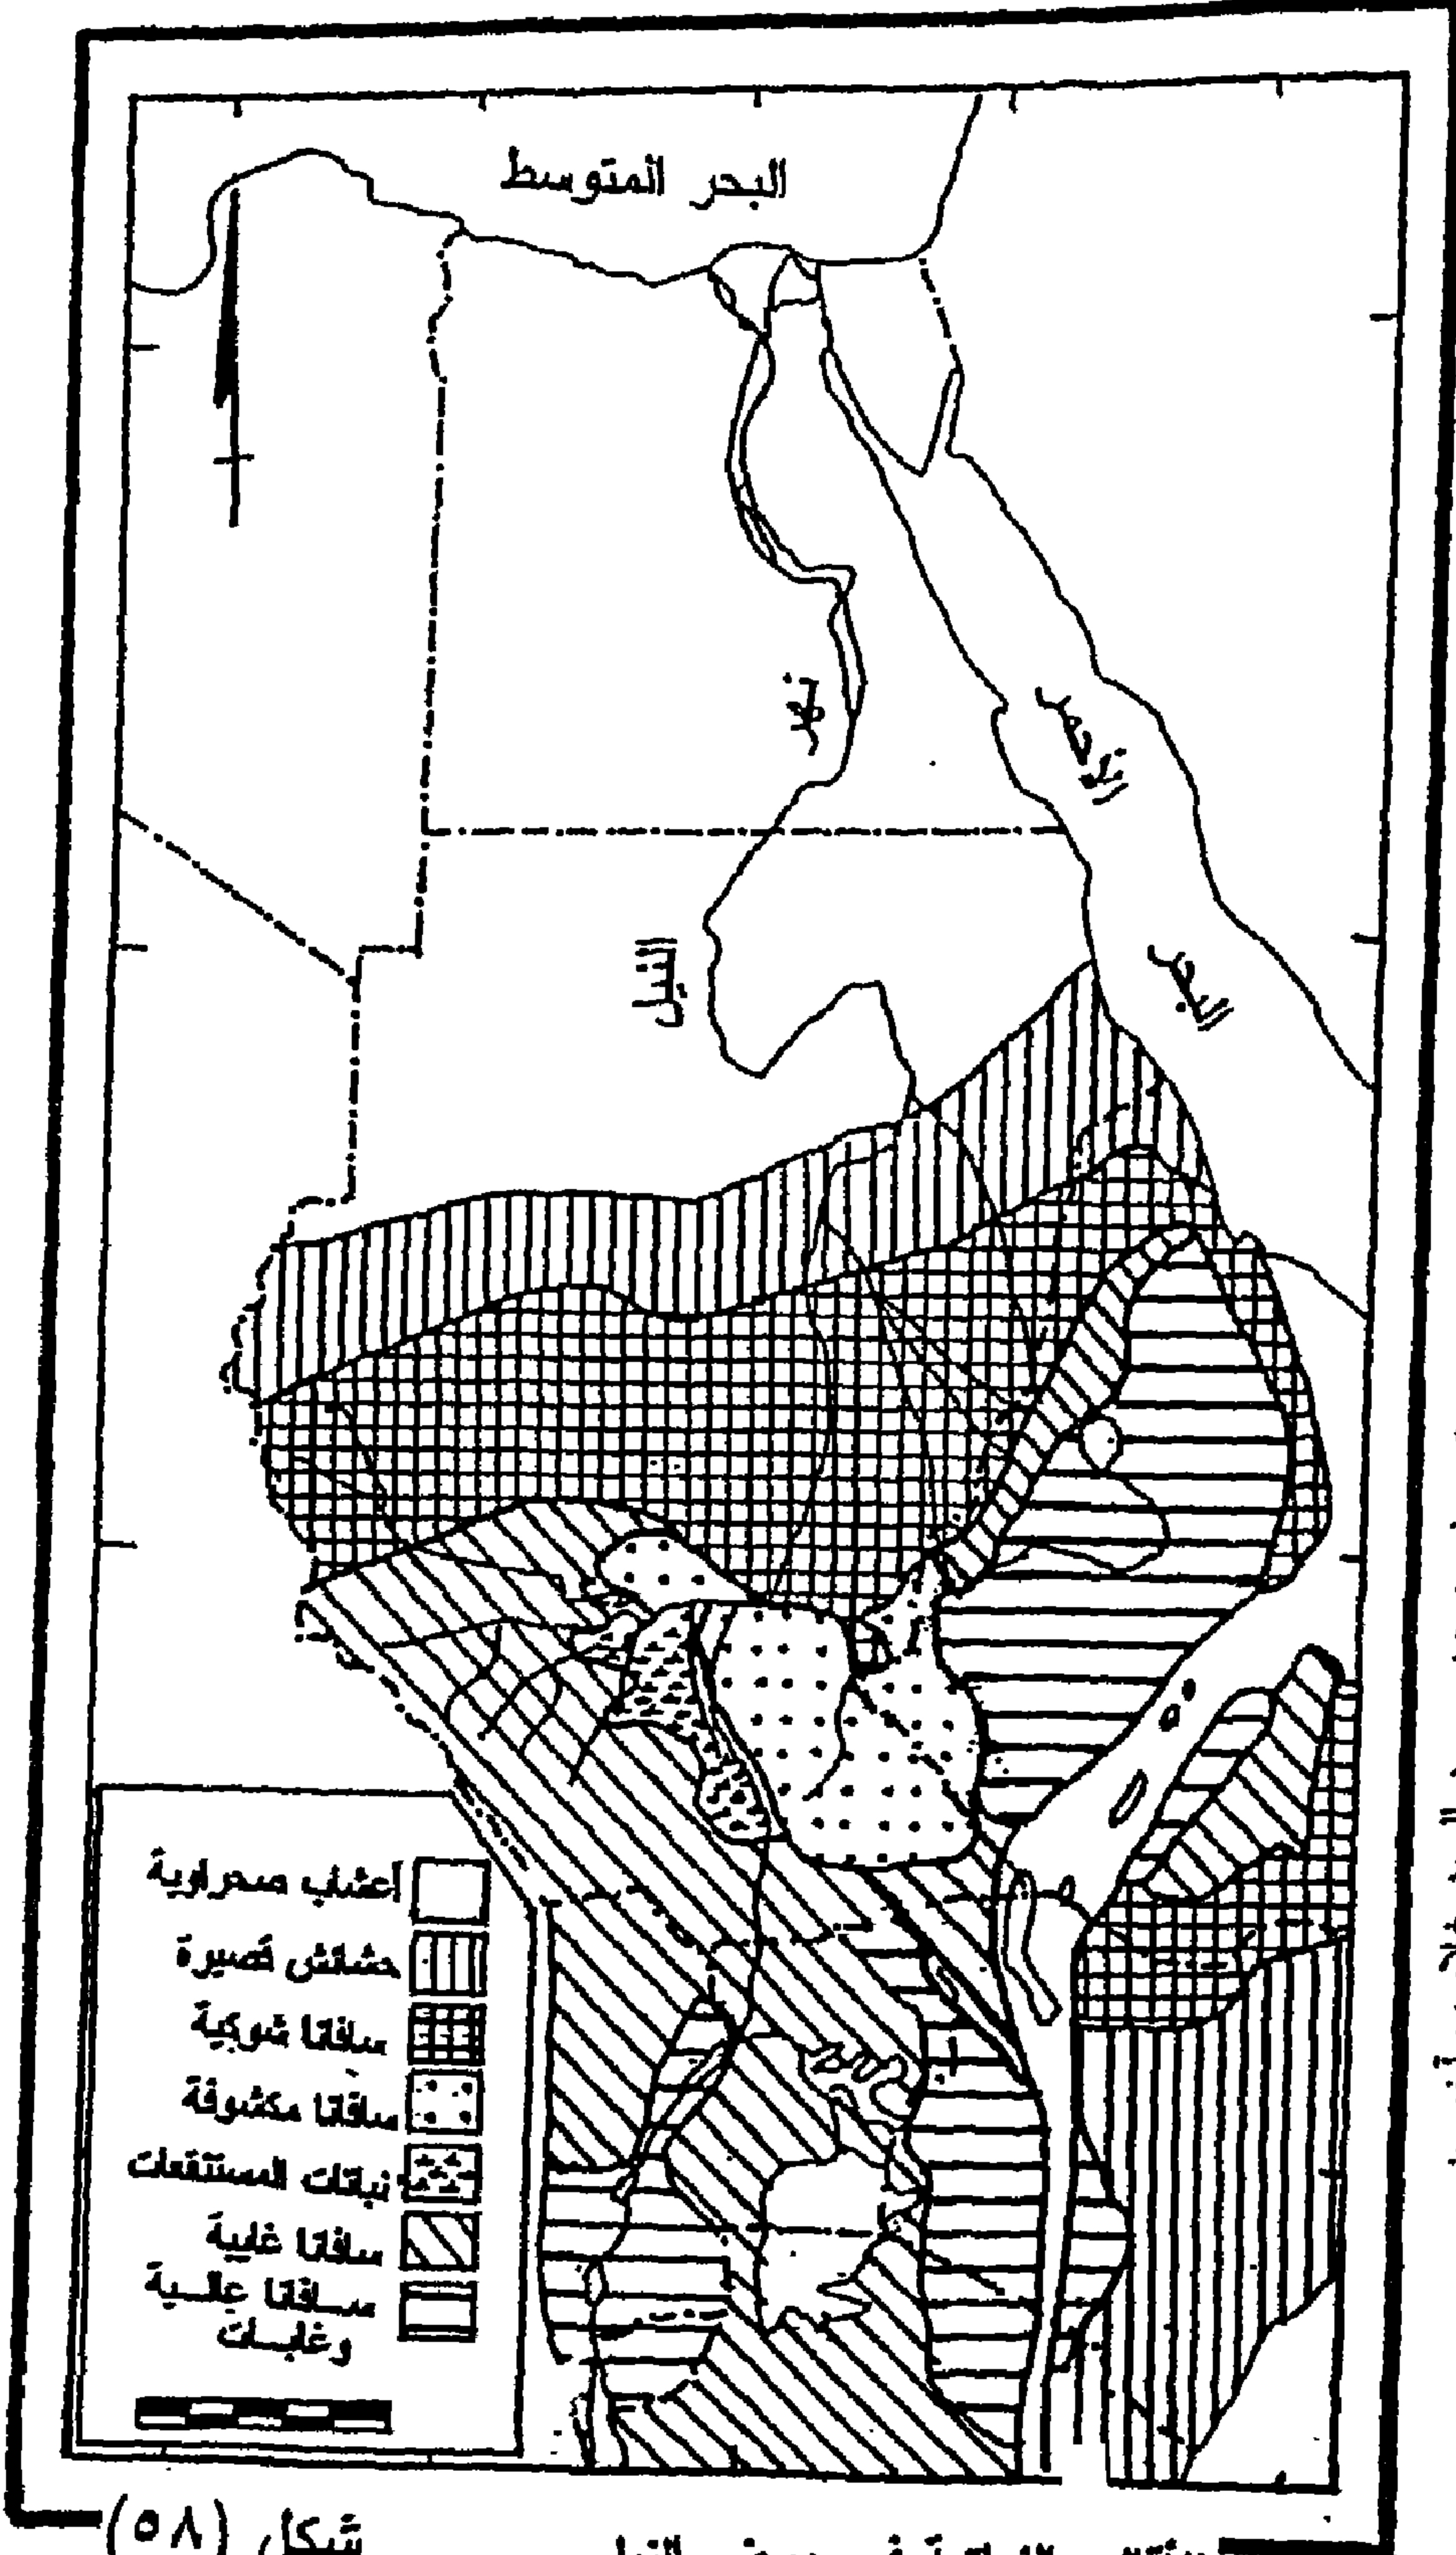 البحر المتوسط
نهر
الأحمر
النيل
البحر
أعشاب صحراوية
حشائش قصيرة
سافانا شوكية
سافانا مكشوفة
نباتات المستنقعات
سافانا غابية
سافانا عالية
وغابات
شكل (٥٨)